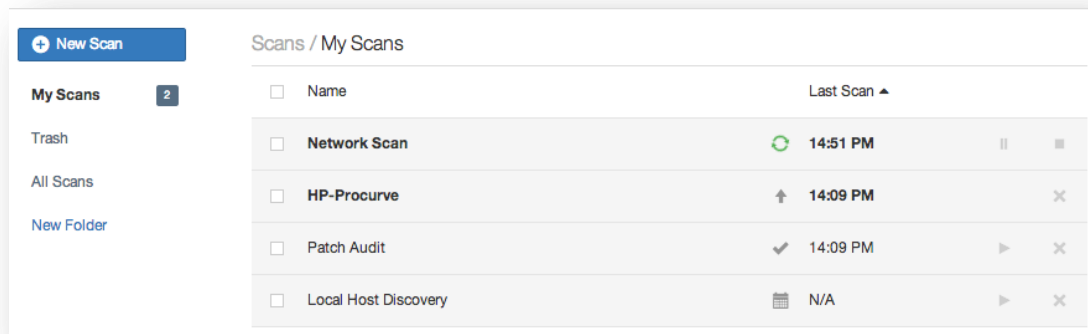 New Scan
Scans / My Scans
My Scans 2
Name Last Scan
Trash
Network Scan 14:51 PM
All Scans
HP-Procurve 14:09 PM
New Folder
Patch Audit 14:09 PM
Local Host Discovery N/A